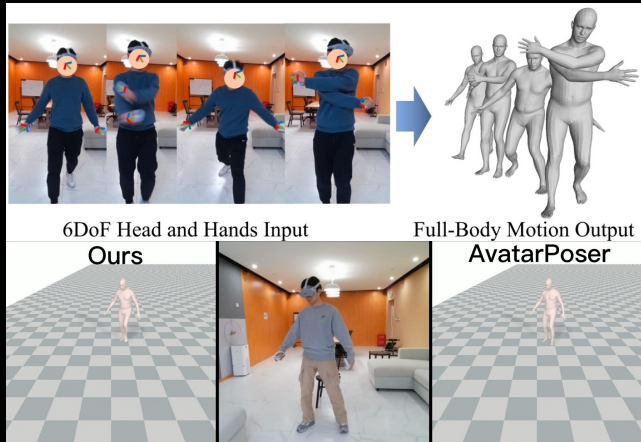 6DoF Head and Hands Input
Full-Body Motion Output
Ours
AvatarPoser